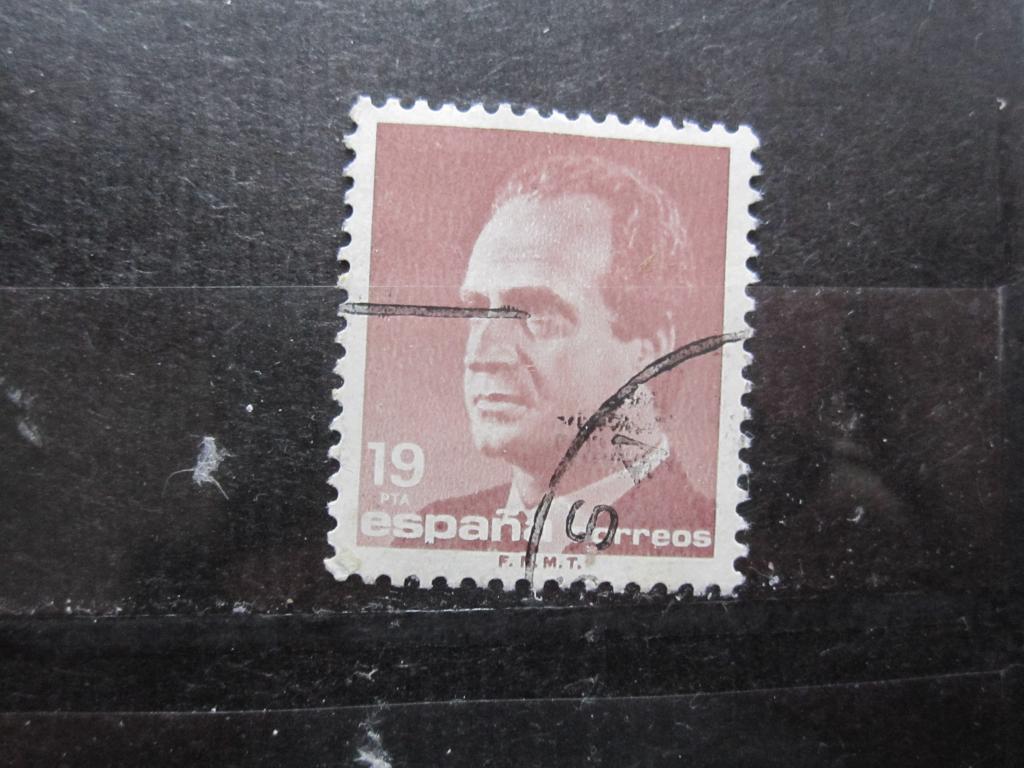 19
PTA
españa correos
F.N.M.T.
S